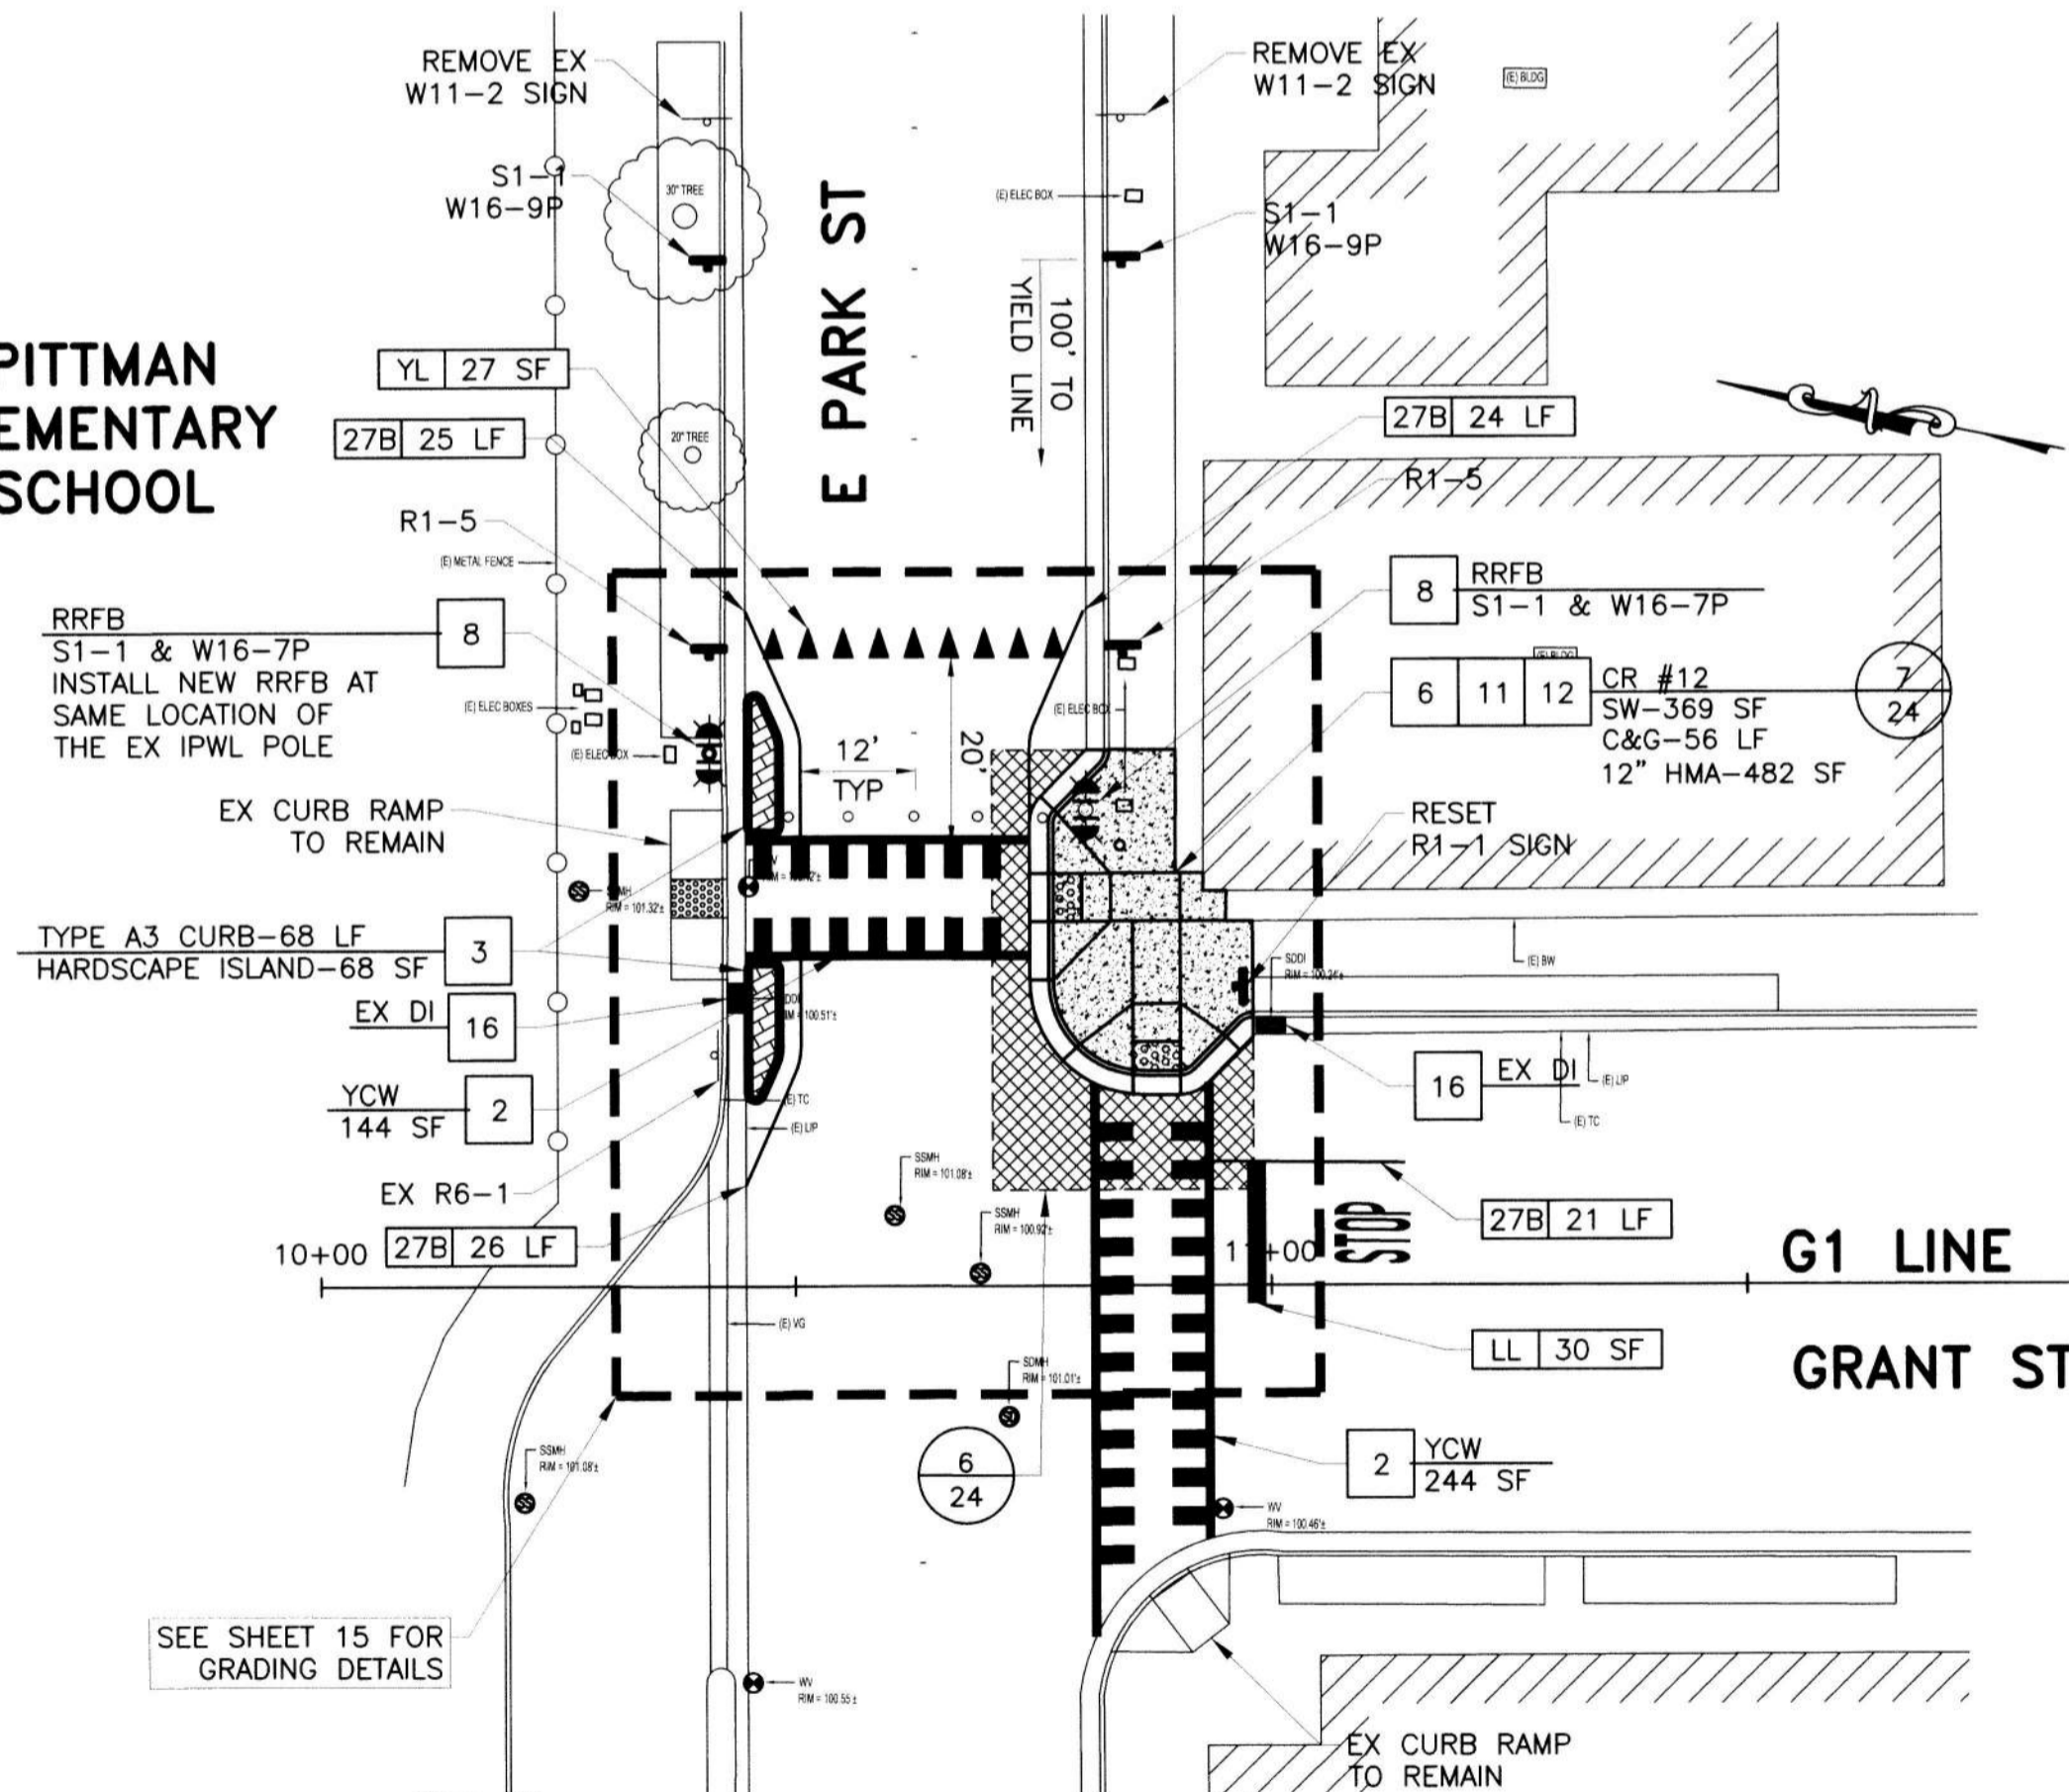 REMOVE EX
W11-2 SIGN
REMOVE EX
W11-2 SIGN
(E) BLDG
S1-1
W16-9P
30" TREE
E PARK ST
(E) ELEC BOX
S1-1
W16-9P
100' TO
YIELD LINE
PITTMAN
EMENTARY
SCHOOL
YL 27 SF
27B 25 LF
20" TREE
27B 24 LF
R1-5
R1-5
(E) METAL FENCE
RRFB
S1-1 & W16-7P
INSTALL NEW RRFB AT
SAME LOCATION OF
THE EX IPWL POLE
8
8
RRFB
S1-1 & W16-7P
(E) BLDG
6 11 12
CR #12
SW-369 SF
C&G-56 LF
12" HMA-482 SF
7
24
(E) ELEC BOXES
(E) ELEC BOX
(E) ELEC BOX
12'
TYP
20'
EX CURB RAMP
TO REMAIN
RESET
R1-1 SIGN
SSMH
RIM = 101.32'±
WV
TYPE A3 CURB-68 LF
HARDSCAPE ISLAND-68 SF
3
(E) BW
SDDI
RIM = 100.24'±
EX DI
16
IM = 100.51'±
16
EX DI
(E) LIP
(E) TC
YCW
144 SF
2
(E) TC
(E) LIP
EX R6-1
SSMH
RIM = 101.08'±
SSMH
RIM = 100.92'±
STOP
27B 21 LF
10+00
27B 26 LF
11+00
G1 LINE
(E) VG
LL 30 SF
GRANT ST
SDMH
RIM = 101.01'±
SSMH
RIM = 101.08'±
6
24
2
YCW
244 SF
WV
RIM = 100.46'±
SEE SHEET 15 FOR
GRADING DETAILS
WV
RIM = 100.55'±
EX CURB RAMP
TO REMAIN